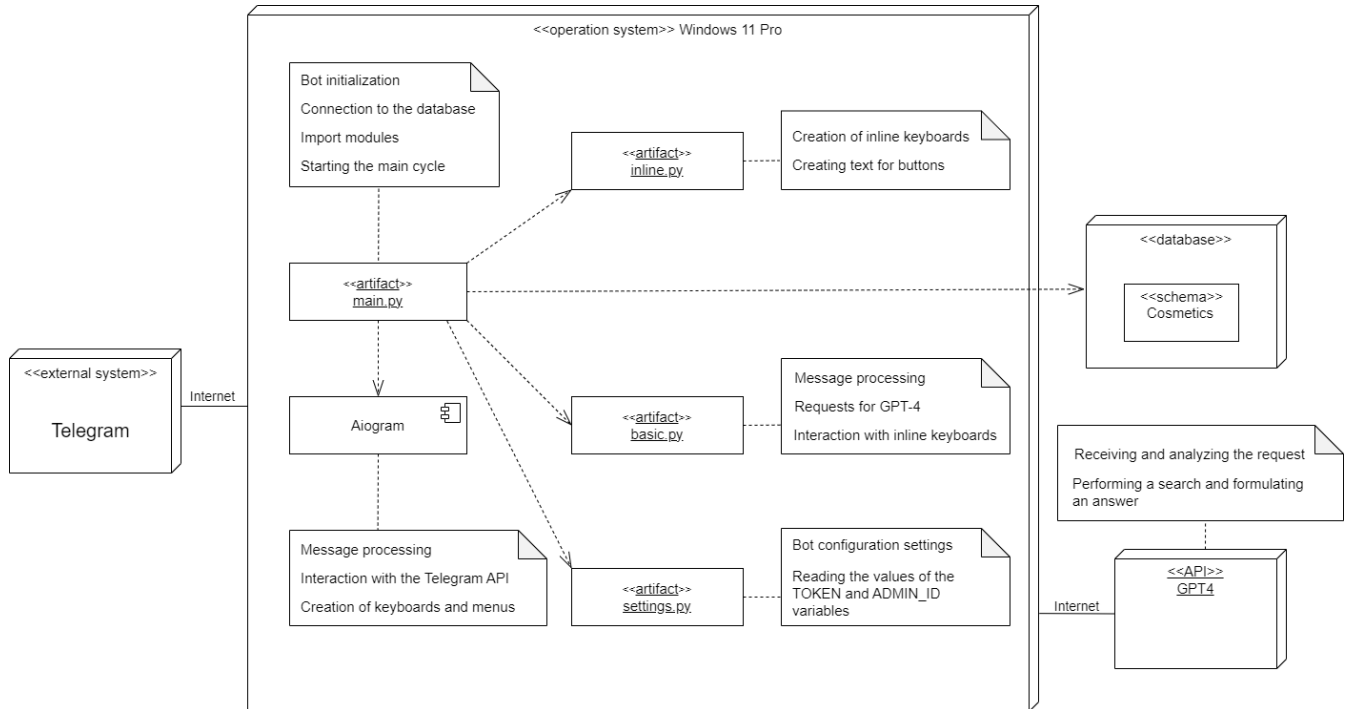 <<operation system>> Windows 11 Pro
Bot initialization
Connection to the database
Import modules
Starting the main cycle
<<artifact>>
inline.py
Creation of inline keyboards
Creating text for buttons
<<artifact>>
main.py
<<database>>
<<schema>>
Cosmetics
<<external system>>
Telegram
Internet
Aiogram
<<artifact>>
basic.py
Message processing
Requests for GPT-4
Interaction with inline keyboards
Receiving and analyzing the request
Performing a search and formulating
an answer
Message processing
Interaction with the Telegram API
Creation of keyboards and menus
<<artifact>>
settings.py
Bot configuration settings
Reading the values of the
TOKEN and ADMIN_ID
variables
Internet
<<API>>
GPT4